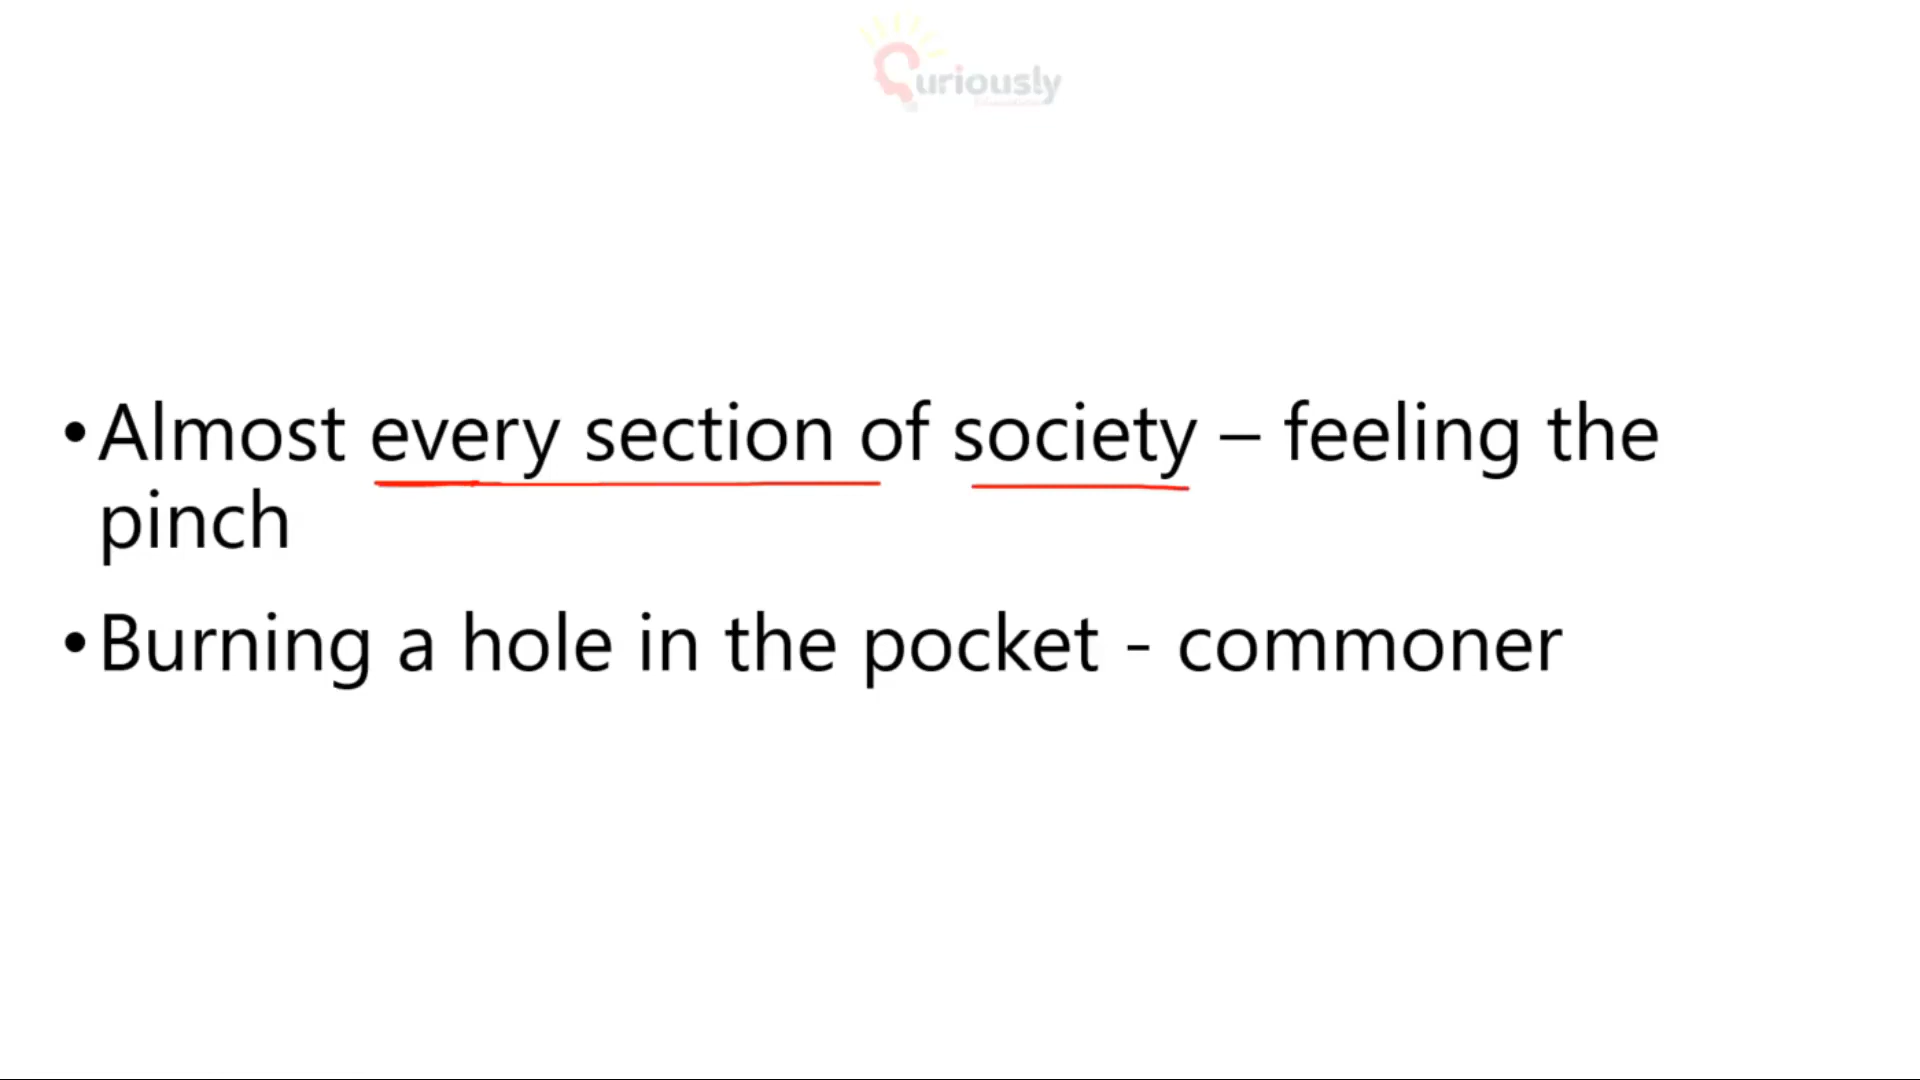 Curiously
•Almost every section of society – feeling the
pinch
•Burning a hole in the pocket - commoner